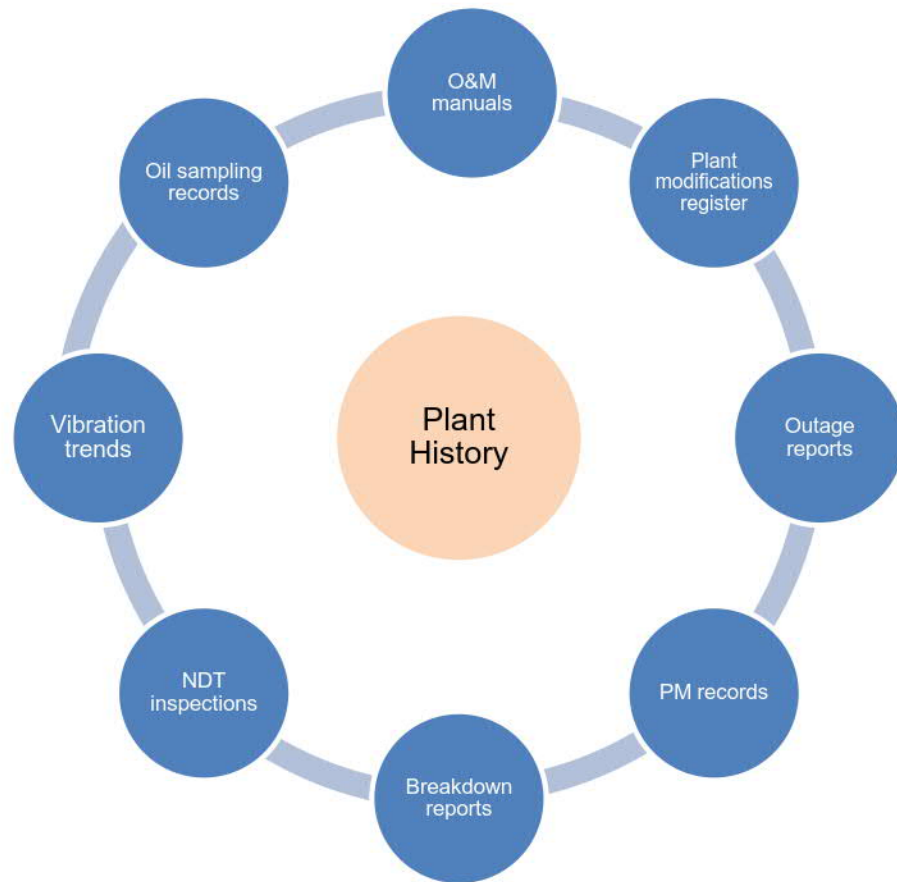 O&M
manuals
Plant
modifications
register
Outage
reports
PM records
Breakdown
reports
NDT
inspections
Vibration
trends
Oil sampling
records
Plant
History